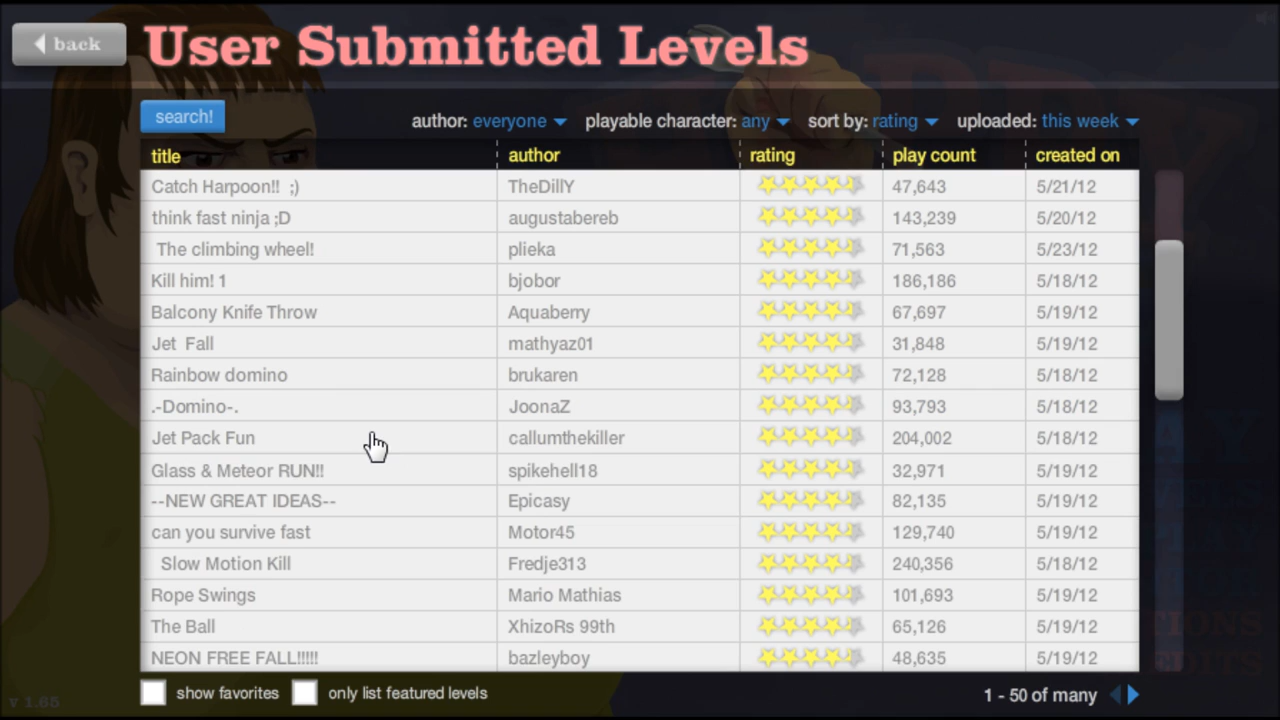 back User Submitted Levels
search! author: everyone playable character: any sort by: rating uploaded: this week
title author rating play count created on
Catch Harpoon!! ;) TheDillY 47,643 5/21/12
think fast ninja ;D augustabereb 143,239 5/20/12
The climbing wheel! plieka 71,563 5/23/12
Kill him! 1 bjobor 186,186 5/18/12
Balcony Knife Throw Aquaberry 67,697 5/19/12
Jet Fall mathyaz01 31,848 5/19/12
Rainbow domino brukaren 72,128 5/18/12
.-Domino-. JoonaZ 93,793 5/18/12
Jet Pack Fun callumthekiller 204,002 5/18/12
Glass & Meteor RUN!! spikehell18 32,971 5/19/12
--NEW GREAT IDEAS-- Epicasy 82,135 5/19/12
can you survive fast Motor45 129,740 5/19/12
Slow Motion Kill Fredje313 240,356 5/18/12
Rope Swings Mario Mathias 101,693 5/19/12
The Ball XhizoRs 99th 65,126 5/19/12
NEON FREE FALL!!!!! bazleyboy 48,635 5/19/12
show favorites only list featured levels 1 - 50 of many
v 1.65